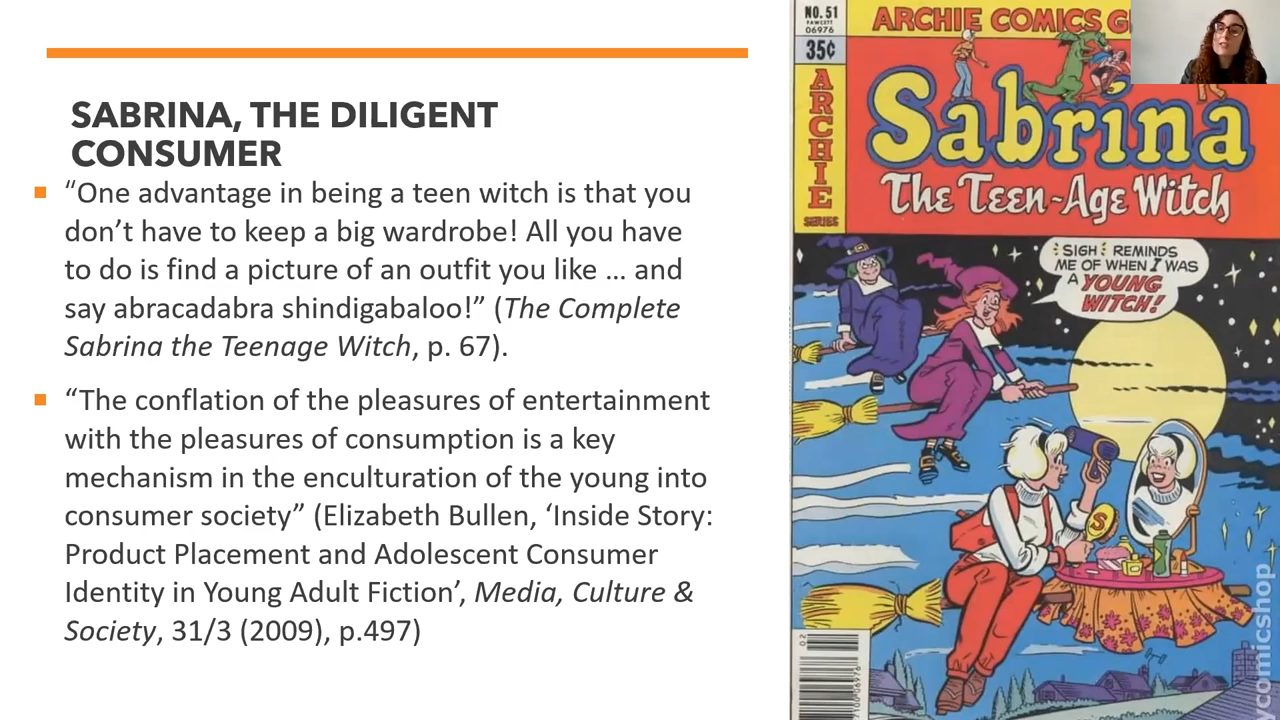 SABRINA, THE DILIGENT
CONSUMER
“One advantage in being a teen witch is that you
don’t have to keep a big wardrobe! All you have
to do is find a picture of an outfit you like … and
say abracadabra shindigabaloo!” (The Complete
Sabrina the Teenage Witch, p. 67).
“The conflation of the pleasures of entertainment
with the pleasures of consumption is a key
mechanism in the enculturation of the young into
consumer society” (Elizabeth Bullen, ‘Inside Story:
Product Placement and Adolescent Consumer
Identity in Young Adult Fiction’, Media, Culture &
Society, 31/3 (2009), p.497)
NO. 51
FAWCETT
06976
35¢
ARCHIE
SERIES
ARCHIE COMICS G
Sabrina
The Teen-Age Witch
SIGH! REMINDS
ME OF WHEN I WAS
A YOUNG
WITCH!
S
02
ycomicshop